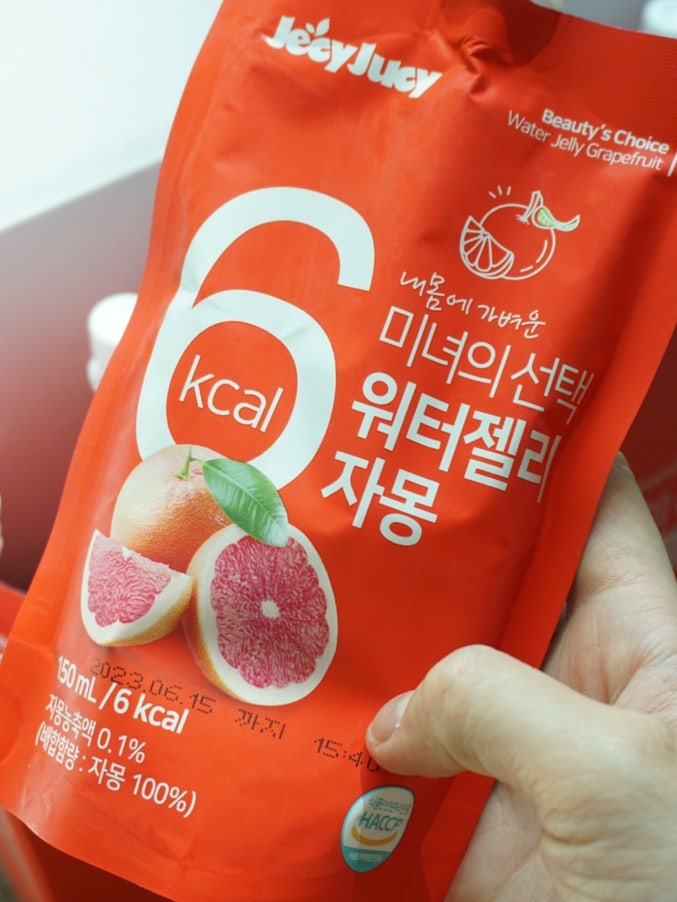 JecyJucy
Beauty's Choice
Water Jelly Grapefruit
6
kcal
내몸에 가벼운
미녀의 선택
워터젤리
자몽
2023.06.15 까지 15:40
150 mL / 6 kcal
자몽농축액 0.1%
(배합함량 : 자몽 100%)
HACCP